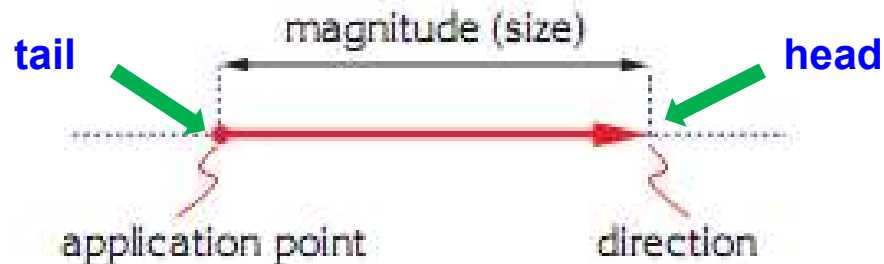 magnitude (size)
tail
head
application point
direction